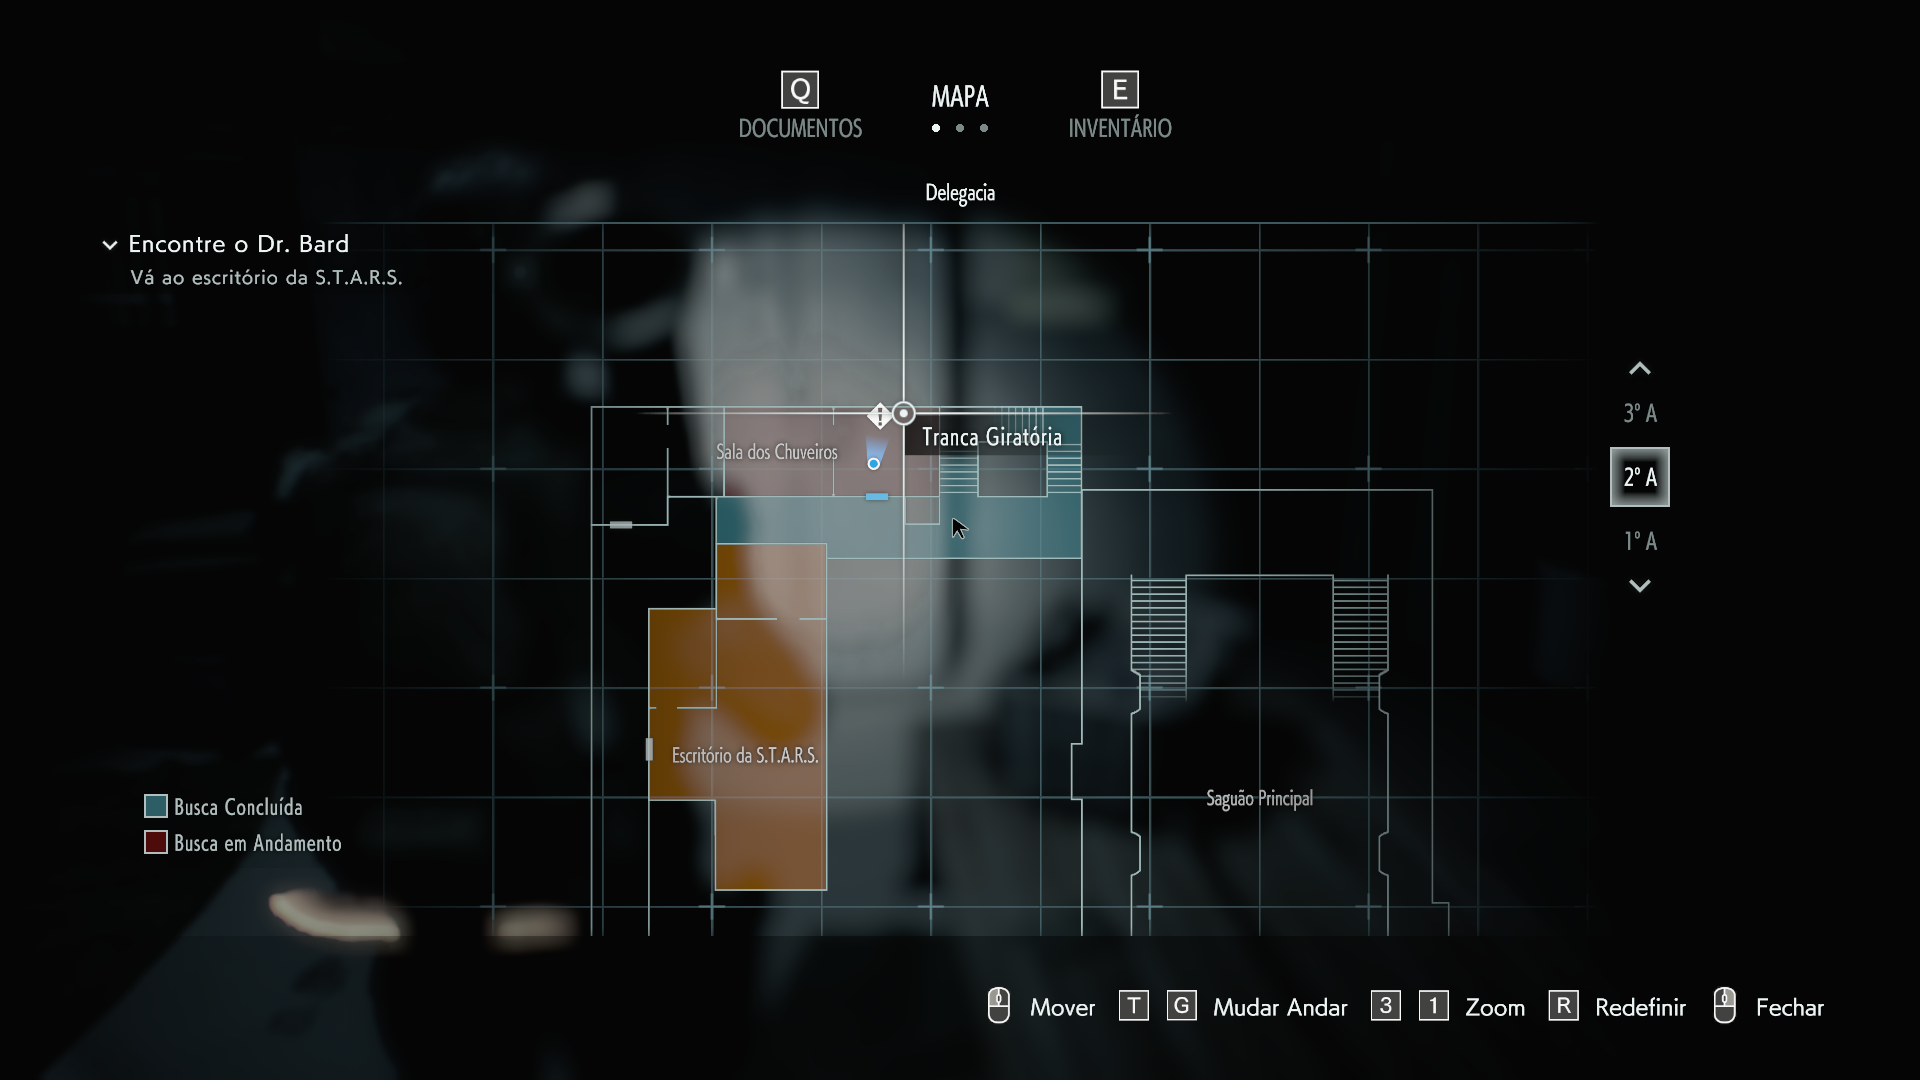 Q
DOCUMENTOS
MAPA
E
INVENTÁRIO
Delegacia
Encontre o Dr. Bard
Vá ao escritório da S.T.A.R.S.
3º A
2º A
1º A
Sala dos Chuveiros
Tranca Giratória
Escritório da S.T.A.R.S.
Saguão Principal
Busca Concluída
Busca em Andamento
Mover T G Mudar Andar 3 1 Zoom R Redefinir Fechar